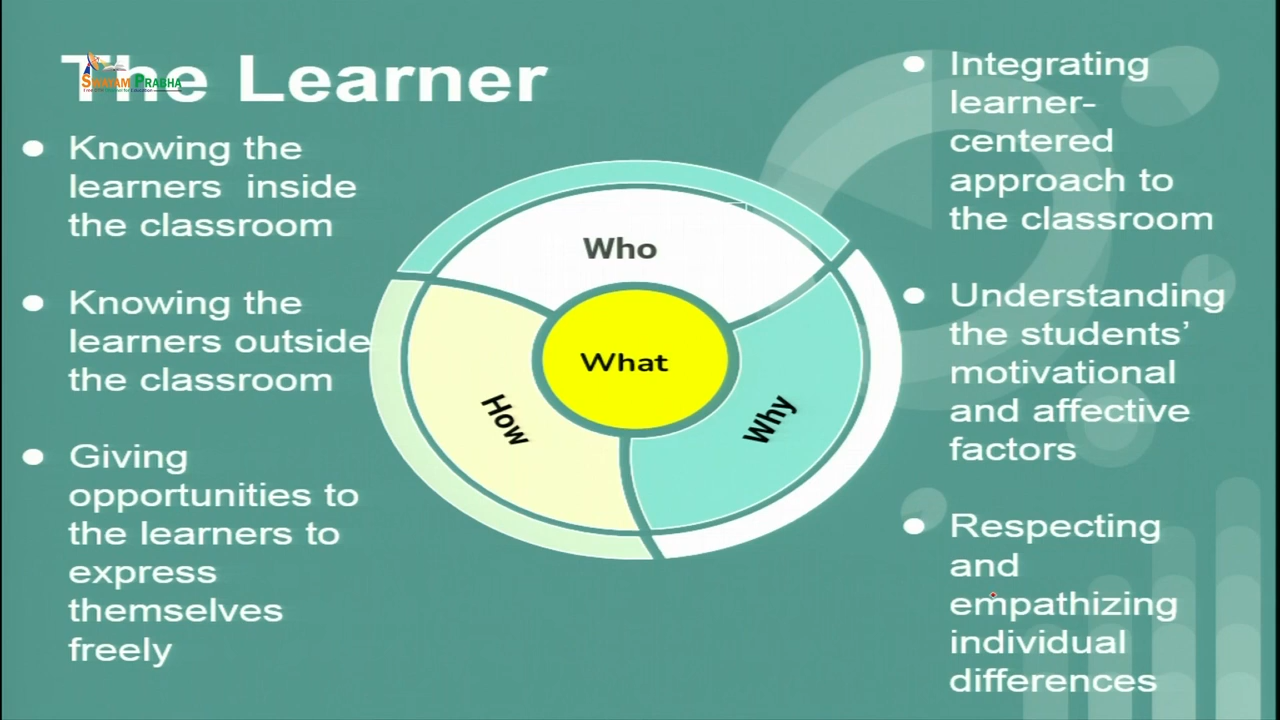 The Learner
SWAYAM PRABHA
Knowing the
learners inside
the classroom
Knowing the
learners outside
the classroom
Giving
opportunities to
the learners to
express
themselves
freely
Who
What
How
Why
Integrating
learner-
centered
approach to
the classroom
Understanding
the students’
motivational
and affective
factors
Respecting
and
empathizing
individual
differences